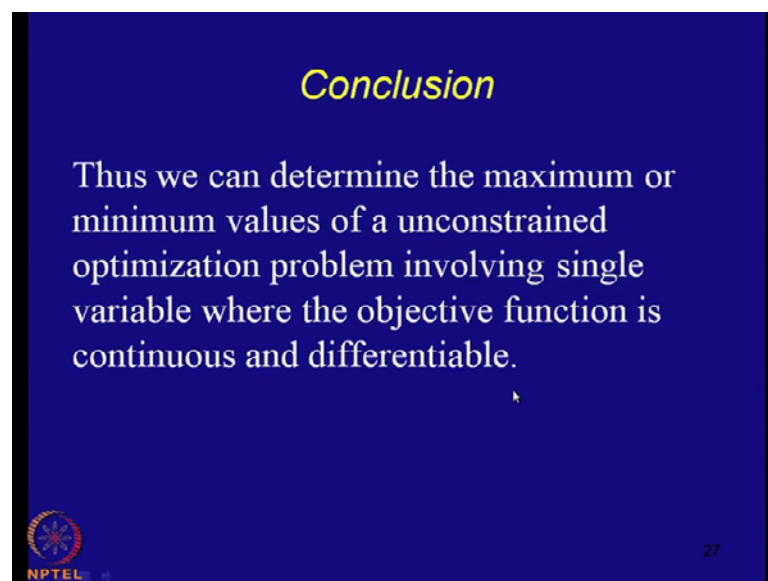 Conclusion
Thus we can determine the maximum or
minimum values of a unconstrained
optimization problem involving single
variable where the objective function is
continuous and differentiable.
27
NPTEL